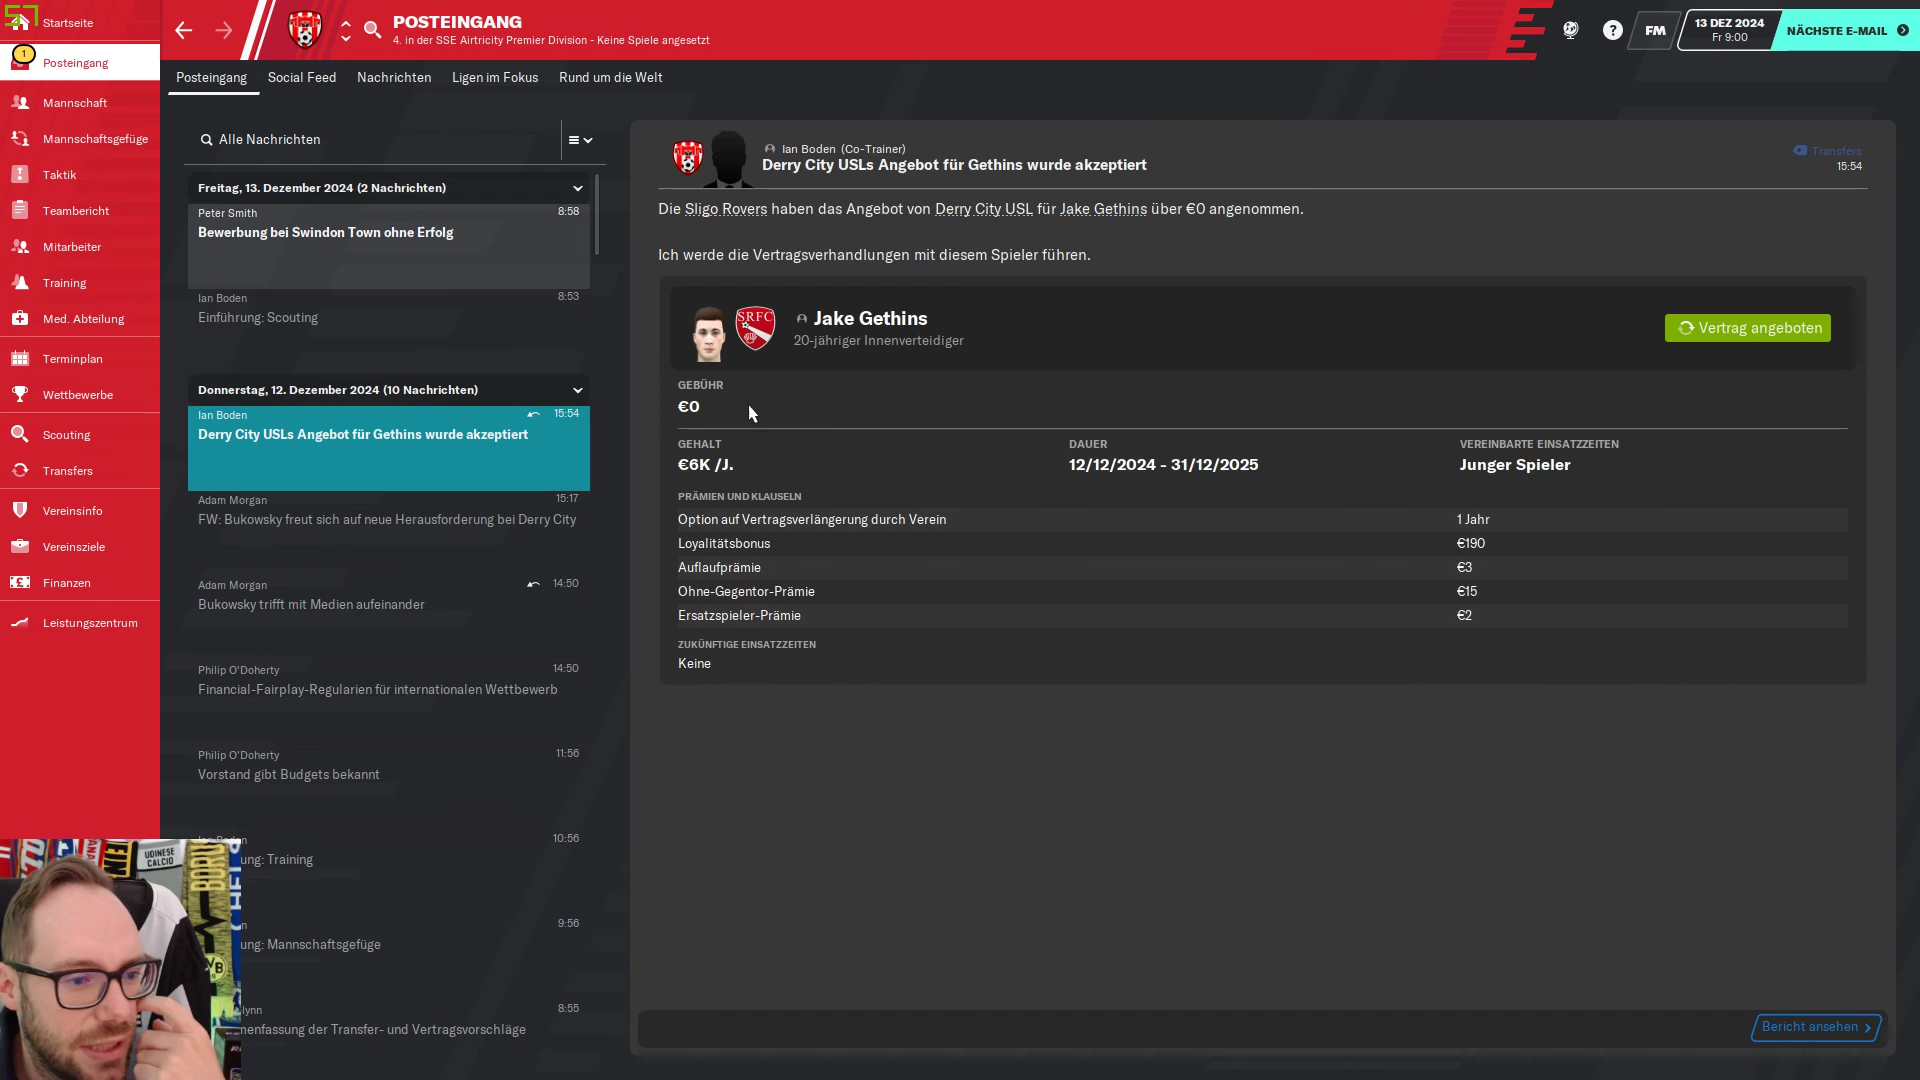 57
Startseite
1
Posteingang
Mannschaft
Mannschaftsgefüge
Taktik
Teambericht
Mitarbeiter
Training
Med. Abteilung
Terminplan
Wettbewerbe
Scouting
Transfers
Vereinsinfo
Vereinsziele
Finanzen
Leistungszentrum
POSTEINGANG
4. in der SSE Airtricity Premier Division - Keine Spiele angesetzt
?
FM
13 DEZ 2024
Fr 9:00
NÄCHSTE E-MAIL
Posteingang
Social Feed
Nachrichten
Ligen im Fokus
Rund um die Welt
Alle Nachrichten
Freitag, 13. Dezember 2024 (2 Nachrichten)
Peter Smith 8:58
Bewerbung bei Swindon Town ohne Erfolg
Ian Boden 8:53
Einführung: Scouting
Donnerstag, 12. Dezember 2024 (10 Nachrichten)
Ian Boden 15:54
Derry City USLs Angebot für Gethins wurde akzeptiert
Adam Morgan 15:17
FW: Bukowsky freut sich auf neue Herausforderung bei Derry City
Adam Morgan 14:50
Bukowsky trifft mit Medien aufeinander
Philip O'Doherty 14:50
Financial-Fairplay-Regularien für internationalen Wettbewerb
Philip O'Doherty 11:56
Vorstand gibt Budgets bekannt
10:56
ung: Training
9:56
ung: Mannschaftsgefüge
lynn 8:55
menfassung der Transfer- und Vertragsvorschläge
Ian Boden (Co-Trainer)
Derry City USLs Angebot für Gethins wurde akzeptiert
Transfers
15:54
Die Sligo Rovers haben das Angebot von Derry City USL für Jake Gethins über €0 angenommen.
Ich werde die Vertragsverhandlungen mit diesem Spieler führen.
SRFC
Jake Gethins
20-jähriger Innenverteidiger
Vertrag angeboten
GEBÜHR
€0
GEHALT
€6K /J.
DAUER
12/12/2024 - 31/12/2025
VEREINBARTE EINSATZZEITEN
Junger Spieler
PRÄMIEN UND KLAUSELN
Option auf Vertragsverlängerung durch Verein 1 Jahr
Loyalitätsbonus €190
Auflaufprämie €3
Ohne-Gegentor-Prämie €15
Ersatzspieler-Prämie €2
ZUKÜNFTIGE EINSATZZEITEN
Keine
Bericht ansehen
UDINESE
CALCIO